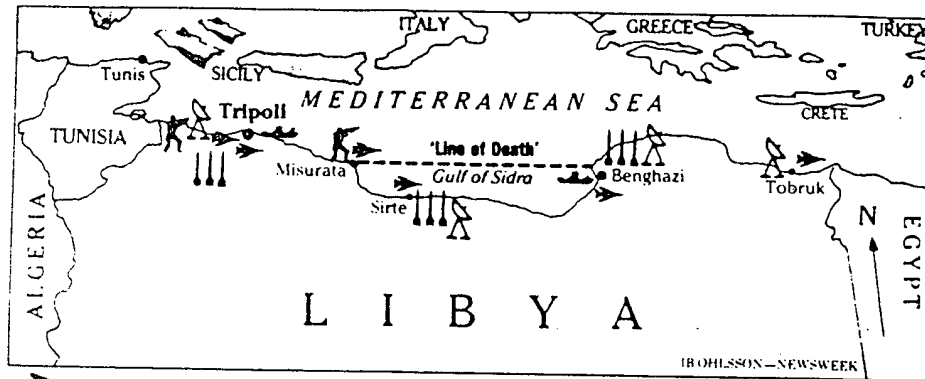 ITALY
GREECE
TURKEY
Tunis
SICILY
MEDITERRANEAN SEA
CRETE
TUNISIA
Tripoli
'Line of Death'
Misurata
Gulf of Sidra
Benghazi
Tobruk
Sirte
N
ALGERIA
EGYPT
LIBYA
IB OHLSSON—NEWSWEEK